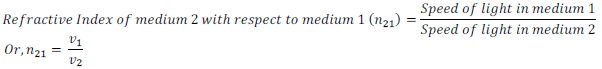 Refractive Index of medium 2 with respect to medium 1 (n₂₁) = Speed of light in medium 1 / Speed of light in medium 2
Or, n₂₁ = v₁ / v₂